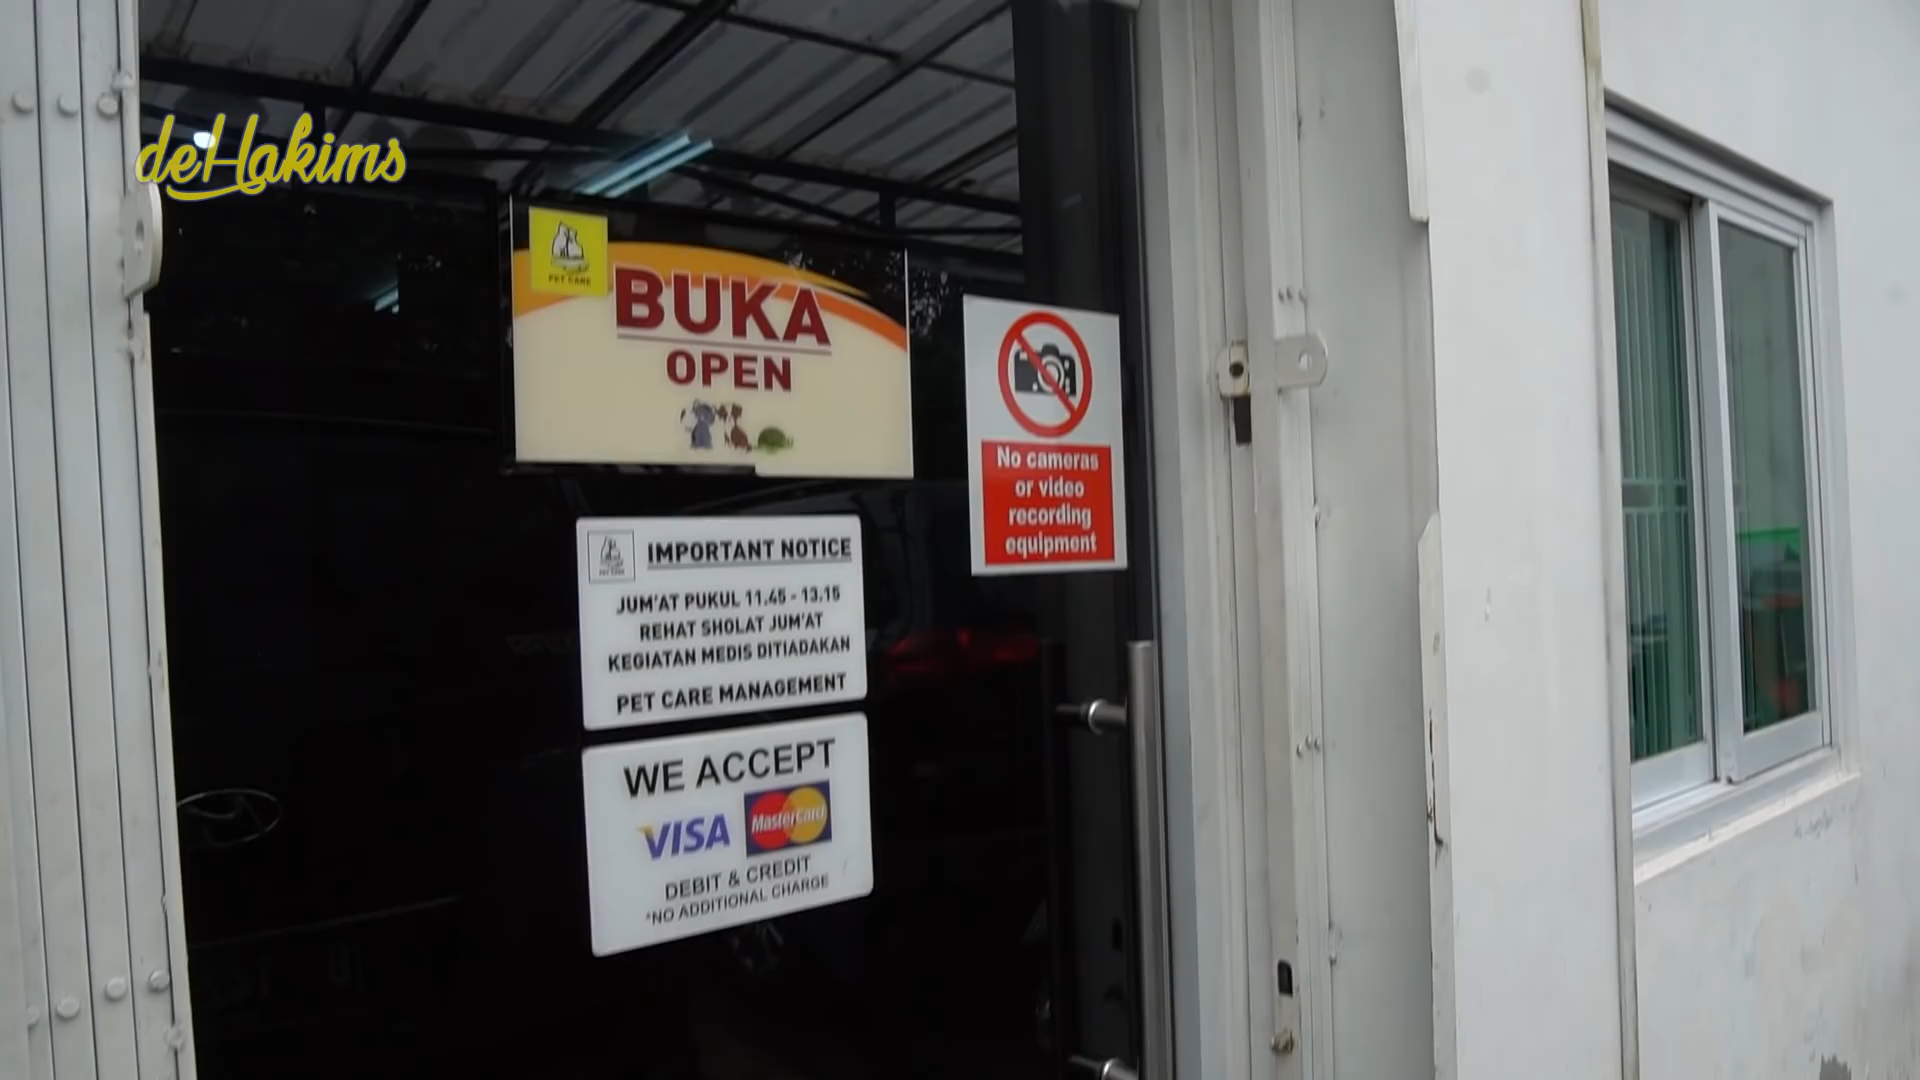 deHakims
PET CARE
BUKA
OPEN
No cameras
or video
recording
equipment
IMPORTANT NOTICE
PET CARE
JUM'AT PUKUL 11.45 - 13.15
REHAT SHOLAT JUM'AT
KEGIATAN MEDIS DITIADAKAN
PET CARE MANAGEMENT
WE ACCEPT
VISA
MasterCard
DEBIT & CREDIT
*NO ADDITIONAL CHARGE